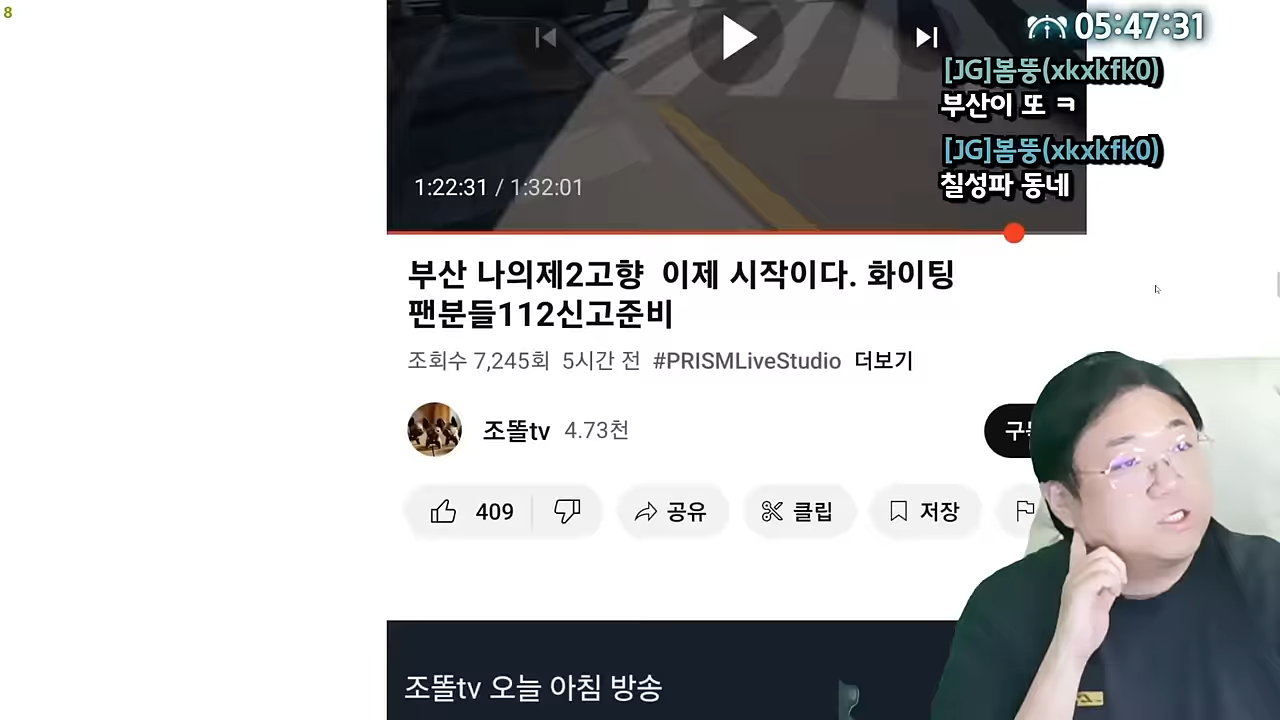 8
05:47:31
[JG]봄뚱(xkxkfk0)
부산이 또 ㅋ
[JG]봄뚱(xkxkfk0)
칠성파 동네
1:22:31 / 1:32:01
부산 나의제2고향 이제 시작이다. 화이팅
팬분들112신고준비
조회수 7,245회 5시간 전 #PRISMLiveStudio 더보기
조똘tv 4.73천
409 공유 클립 저장
조똘tv 오늘 아침 방송